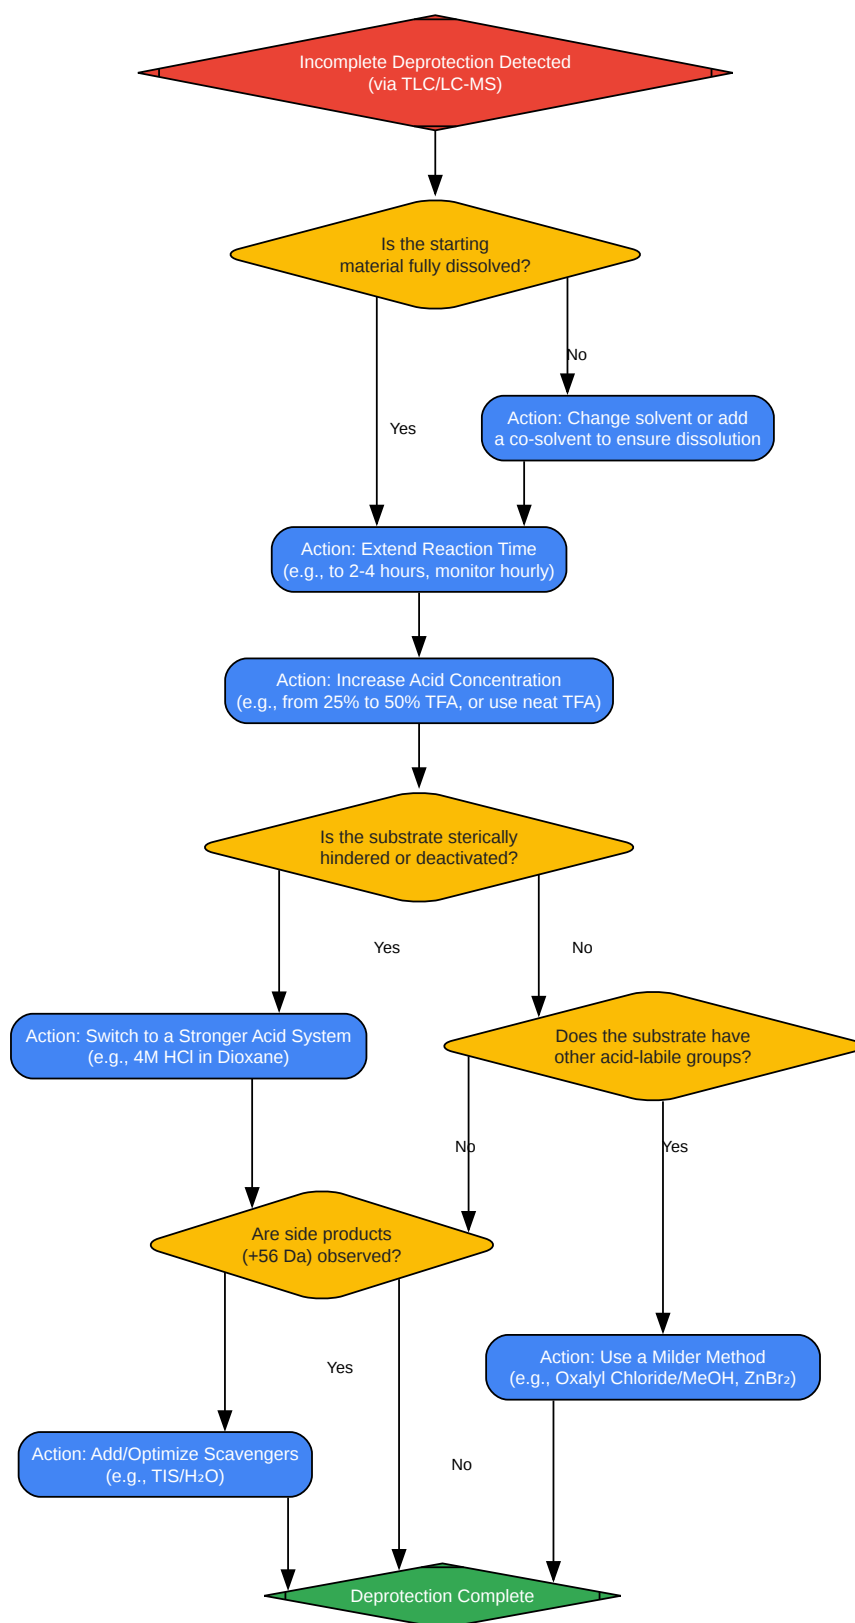 Incomplete Deprotection Detected
(via TLC/LC-MS)
Is the starting
material fully dissolved?
No
Action: Change solvent or add
a co-solvent to ensure dissolution
Yes
Action: Extend Reaction Time
(e.g., to 2-4 hours, monitor hourly)
Action: Increase Acid Concentration
(e.g., from 25% to 50% TFA, or use neat TFA)
Is the substrate sterically
hindered or deactivated?
Yes
No
Action: Switch to a Stronger Acid System
(e.g., 4M HCl in Dioxane)
Does the substrate have
other acid-labile groups?
No
Yes
Are side products
(+56 Da) observed?
Action: Use a Milder Method
(e.g., Oxalyl Chloride/MeOH, ZnBr₂)
Yes
Action: Add/Optimize Scavengers
(e.g., TIS/H₂O)
No
Deprotection Complete